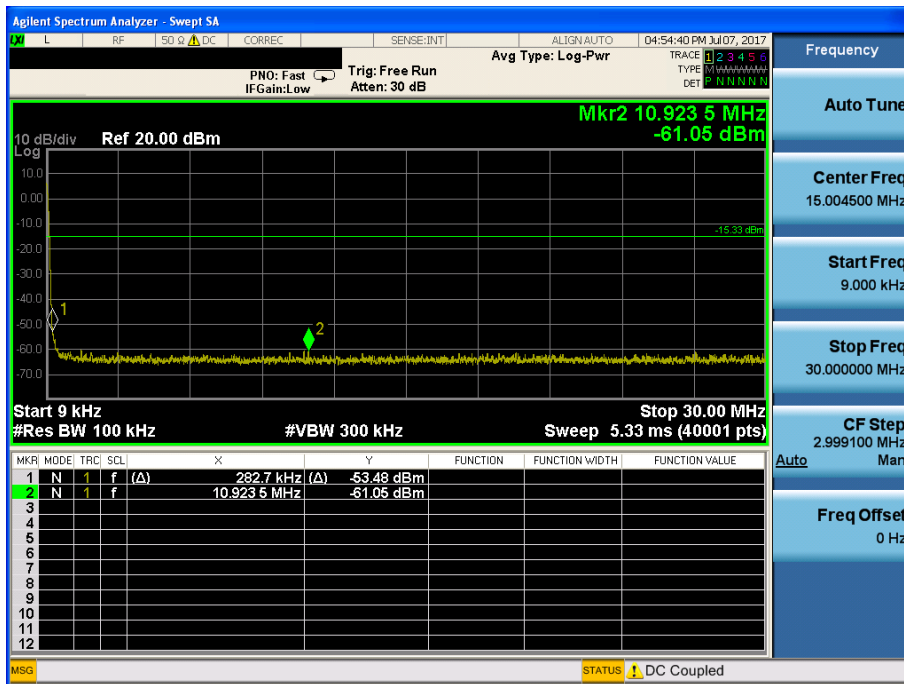 Agilent Spectrum Analyzer - Swept SA
LXI L RF 50 Ω DC CORREC SENSE:INT ALIGN AUTO 04:54:40 PM Jul 07, 2017
Frequency
PNO: Fast Trig: Free Run Avg Type: Log-Pwr TRACE 1 2 3 4 5 6
IFGain:Low Atten: 30 dB TYPE M
DET P N N N N N
Auto Tune
Mkr2 10.923 5 MHz
-61.05 dBm
10 dB/div Ref 20.00 dBm
Log
10.0
0.00
-10.0
-15.33 dBm
-20.0
-30.0
-40.0
-50.0
-60.0
-70.0
1
2
Center Freq
15.004500 MHz
Start Freq
9.000 kHz
Stop Freq
30.000000 MHz
Start 9 kHz Stop 30.00 MHz
#Res BW 100 kHz #VBW 300 kHz Sweep 5.33 ms (40001 pts)
CF Step
2.999100 MHz
Auto Man
MKR MODE TRC SCL X Y FUNCTION FUNCTION WIDTH FUNCTION VALUE
1 N 1 f (Δ) 282.7 kHz (Δ) -53.48 dBm
2 N 1 f 10.923 5 MHz -61.05 dBm
3
4
5
6
7
8
9
10
11
12
Freq Offset
0 Hz
MSG STATUS DC Coupled